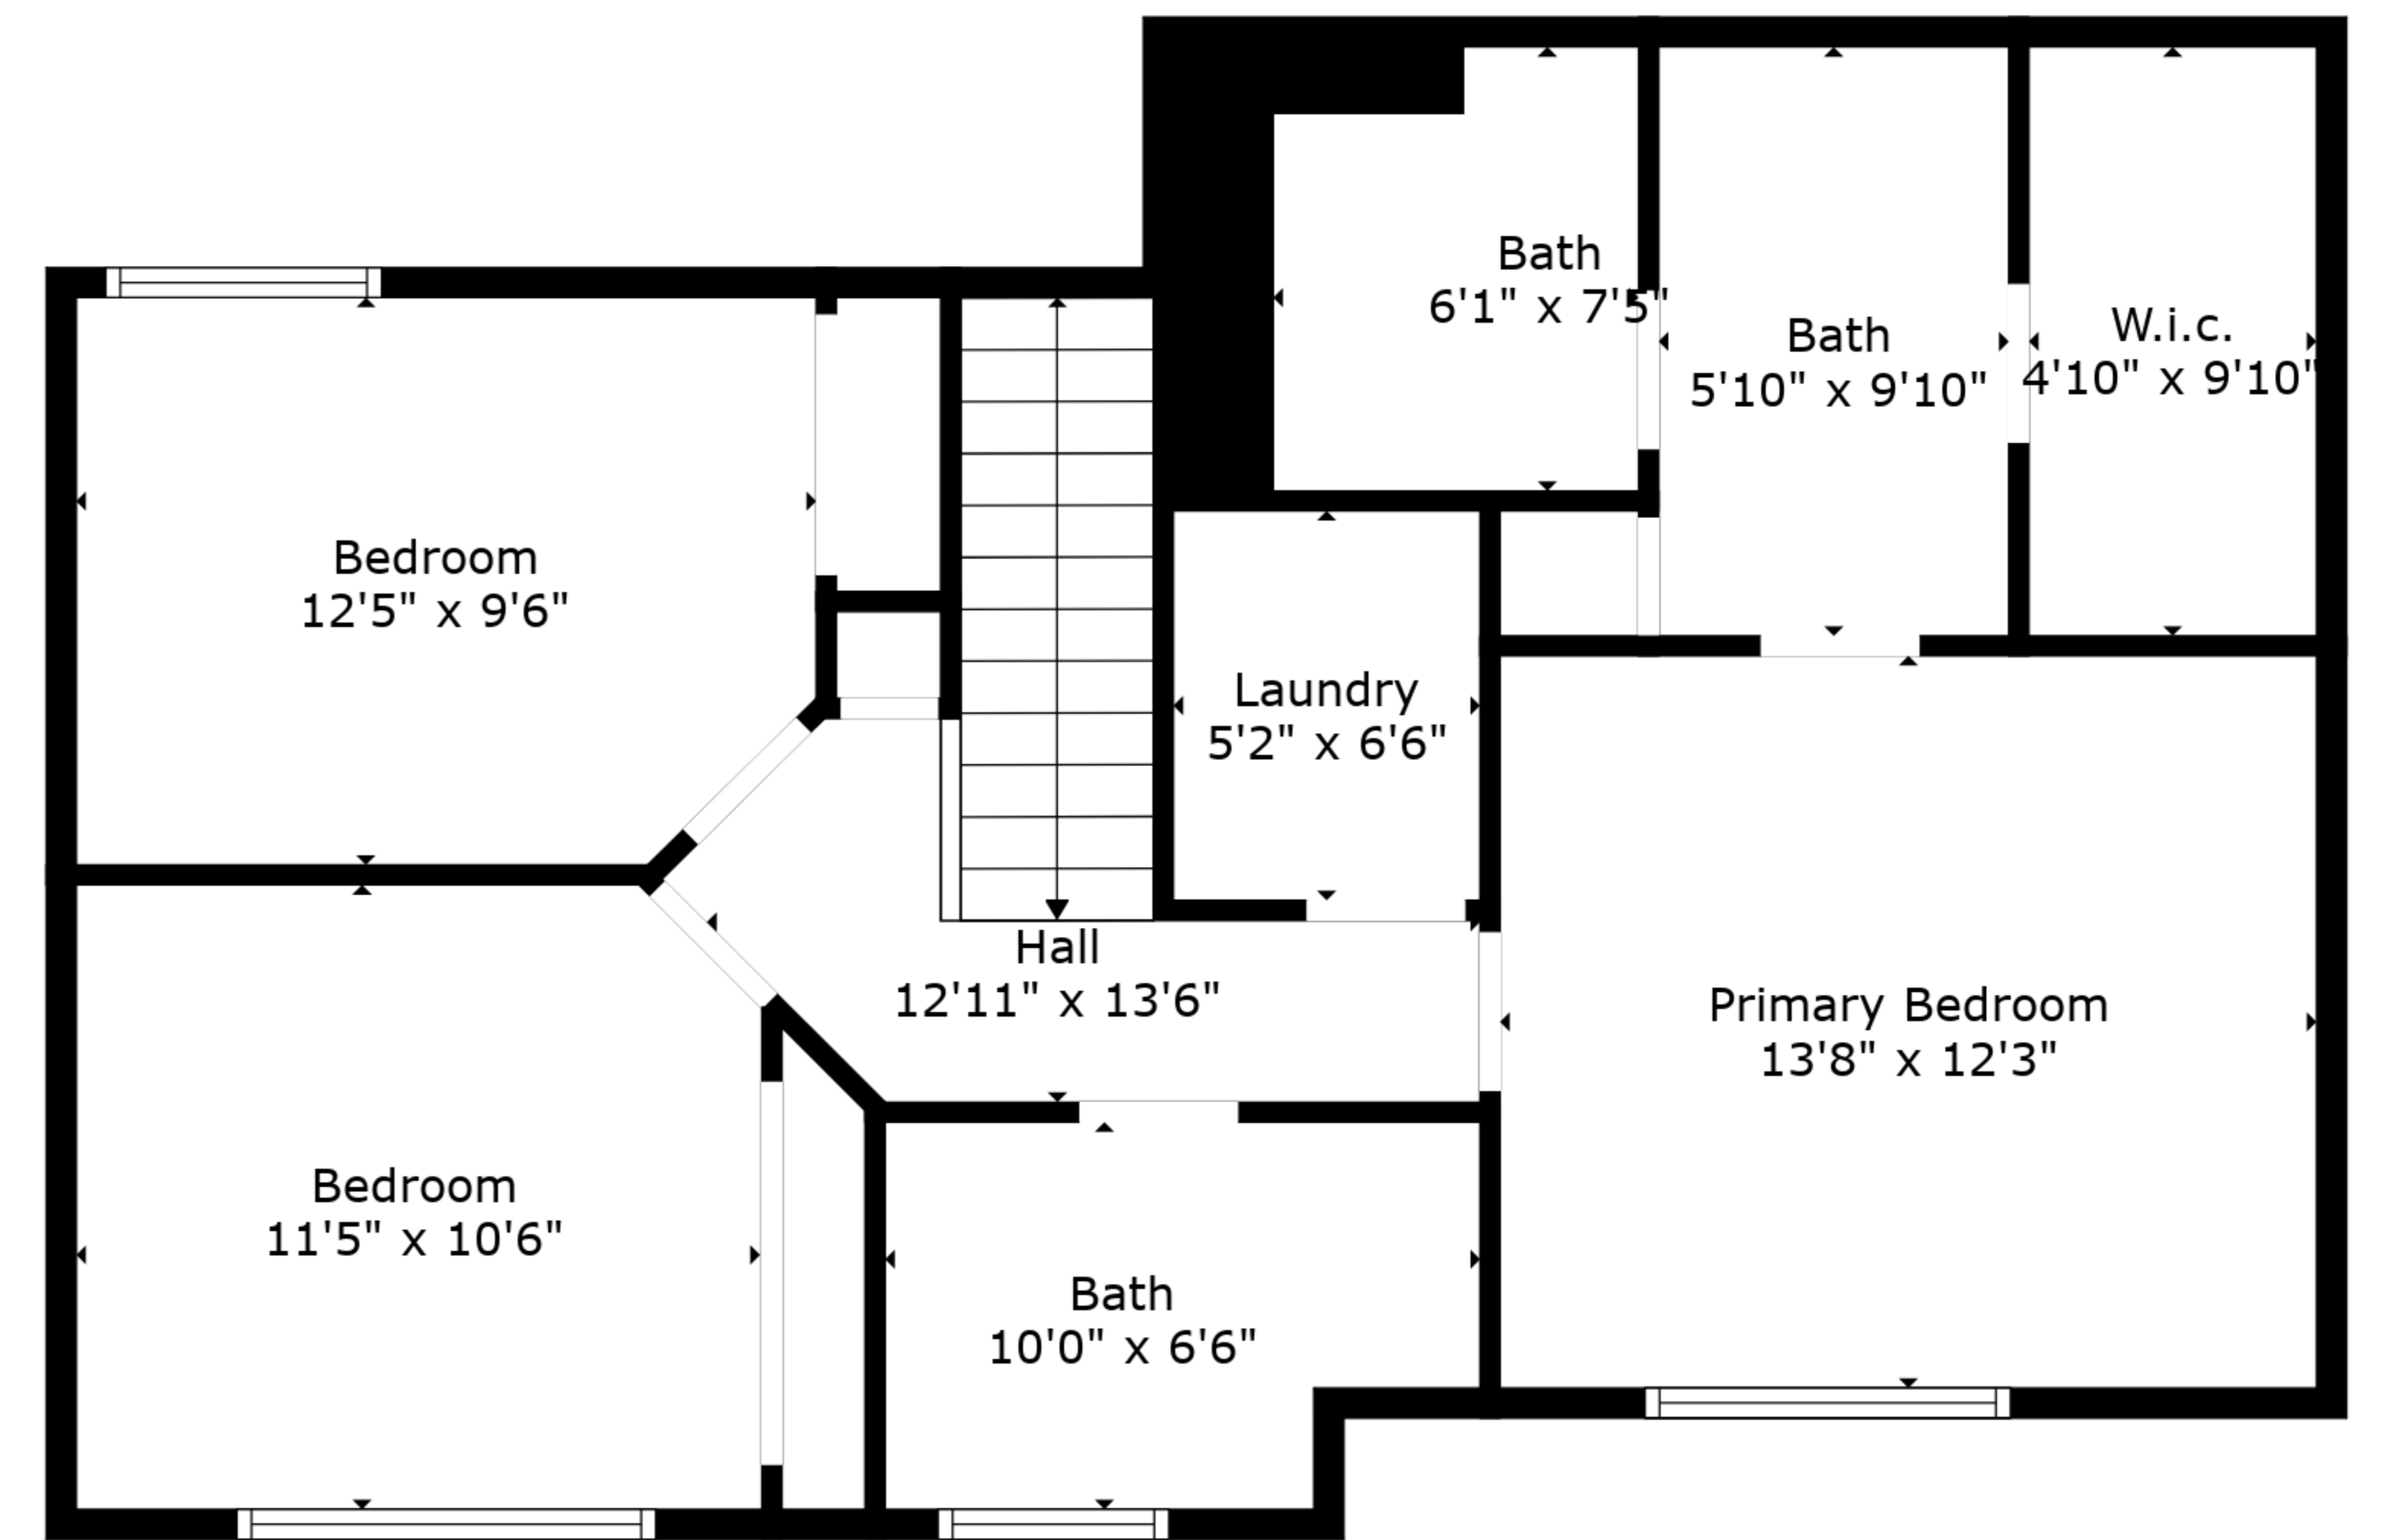 Bath
6'1" x 7'5"
Bath
5'10" x 9'10"
W.i.c.
4'10" x 9'10"
Bedroom
12'5" x 9'6"
Laundry
5'2" x 6'6"
Hall
12'11" x 13'6"
Primary Bedroom
13'8" x 12'3"
Bedroom
11'5" x 10'6"
Bath
10'0" x 6'6"